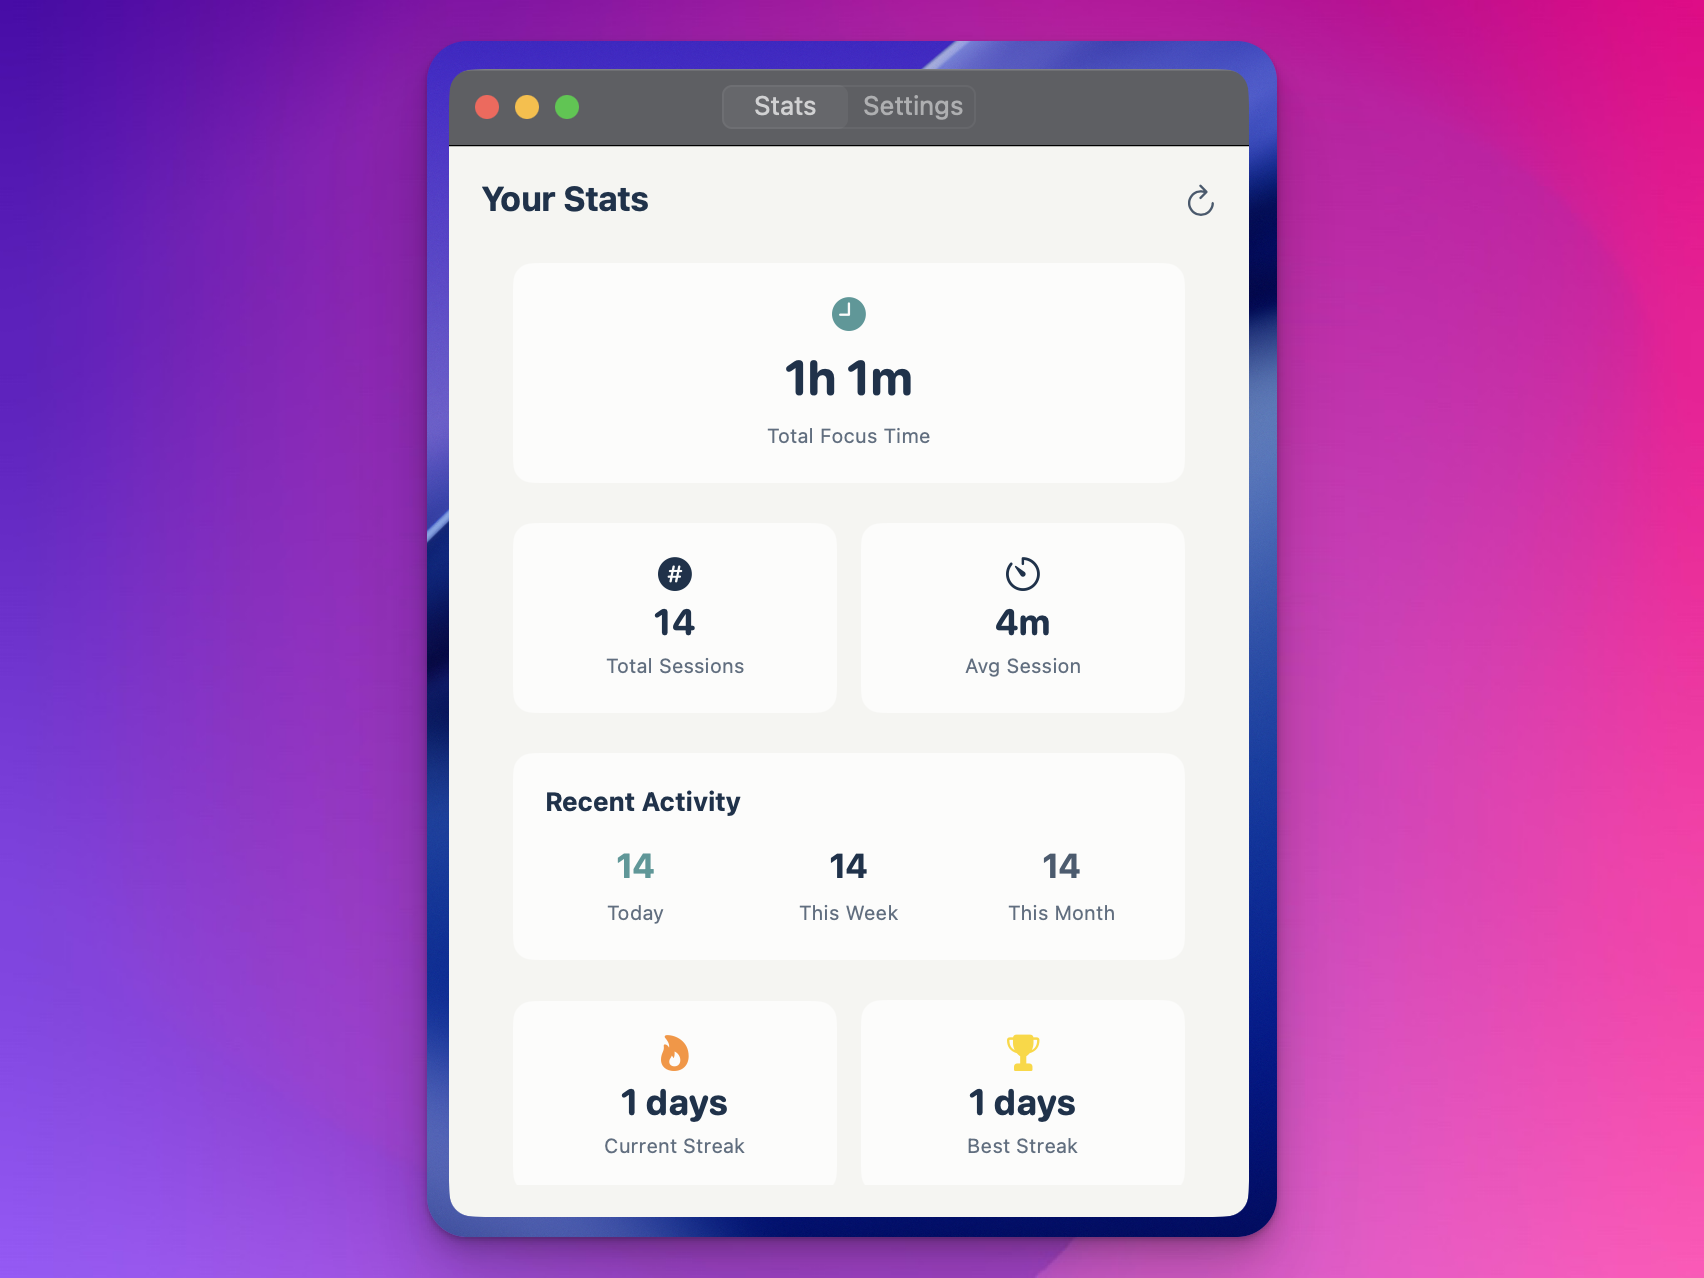 Stats Settings
Your Stats
1h 1m
Total Focus Time
#
14
Total Sessions
4m
Avg Session
Recent Activity
14 14 14
Today This Week This Month
1 days
Current Streak
1 days
Best Streak